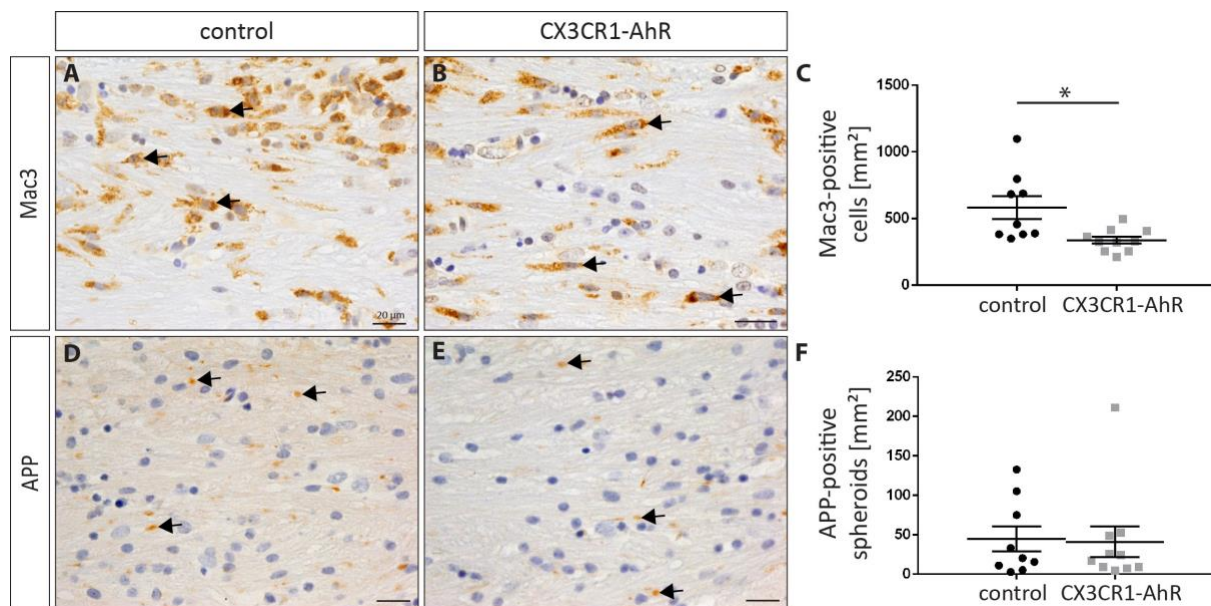 control
CX3CR1-AhR
Mac3
A
20 µm
B
C
1500
1000
500
0
Mac3-positive
cells [mm²]
*
control
CX3CR1-AhR
APP
D
E
F
250
200
150
100
50
0
APP-positive
spheroids [mm²]
control
CX3CR1-AhR